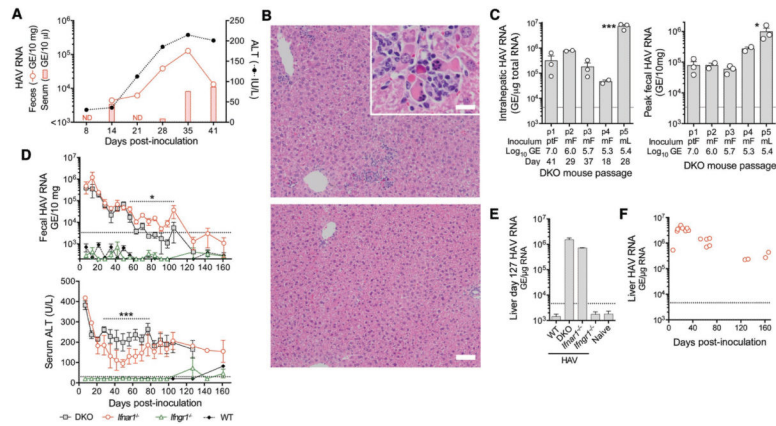 A
HAV RNA
Feces (GE/10 mg)
Serum (GE/10 µl)
10⁶
10⁵
10⁴
<10³
250
200
150
100
50
0
ALT (IU/L)
ND
ND
8 14 21 28 35 41
Days post-inoculation
B
C
Intrahepatic HAV RNA
(GE/µg total RNA)
10⁷
10⁶
10⁵
10⁴
10³
10²
***
p1 p2 p3 p4 p5
Inoculum ptF mF mF mF mL
Log₁₀ GE 7.0 6.0 5.7 5.3 5.4
Day 41 29 37 18 28
DKO mouse passage
Peak fecal HAV RNA
(GE/10mg)
10⁷
10⁶
10⁵
10⁴
10³
10²
*
p1 p2 p3 p4 p5
Inoculum ptF mF mF mF mL
Log₁₀ GE 7.0 6.0 5.7 5.3 5.4
DKO mouse passage
D
Fecal HAV RNA
GE/10 mg
10⁶
10⁵
10⁴
10³
10²
*
0 20 40 60 80 100 120 140 160
Serum ALT (U/L)
500
400
300
200
100
0
***
0 20 40 60 80 100 120 140 160
Days post-inoculation
DKO Ifnar1⁻/⁻ Ifngr1⁻/⁻ WT
E
Liver day 127 HAV RNA
GE/µg RNA
10⁷
10⁶
10⁵
10⁴
10³
WT
DKO
Ifnar1⁻/⁻
Ifngr1⁻/⁻
Naive
HAV
F
Liver HAV RNA
GE/µg RNA
10⁷
10⁶
10⁵
10⁴
10³
0 40 80 120 160
Days post-inoculation